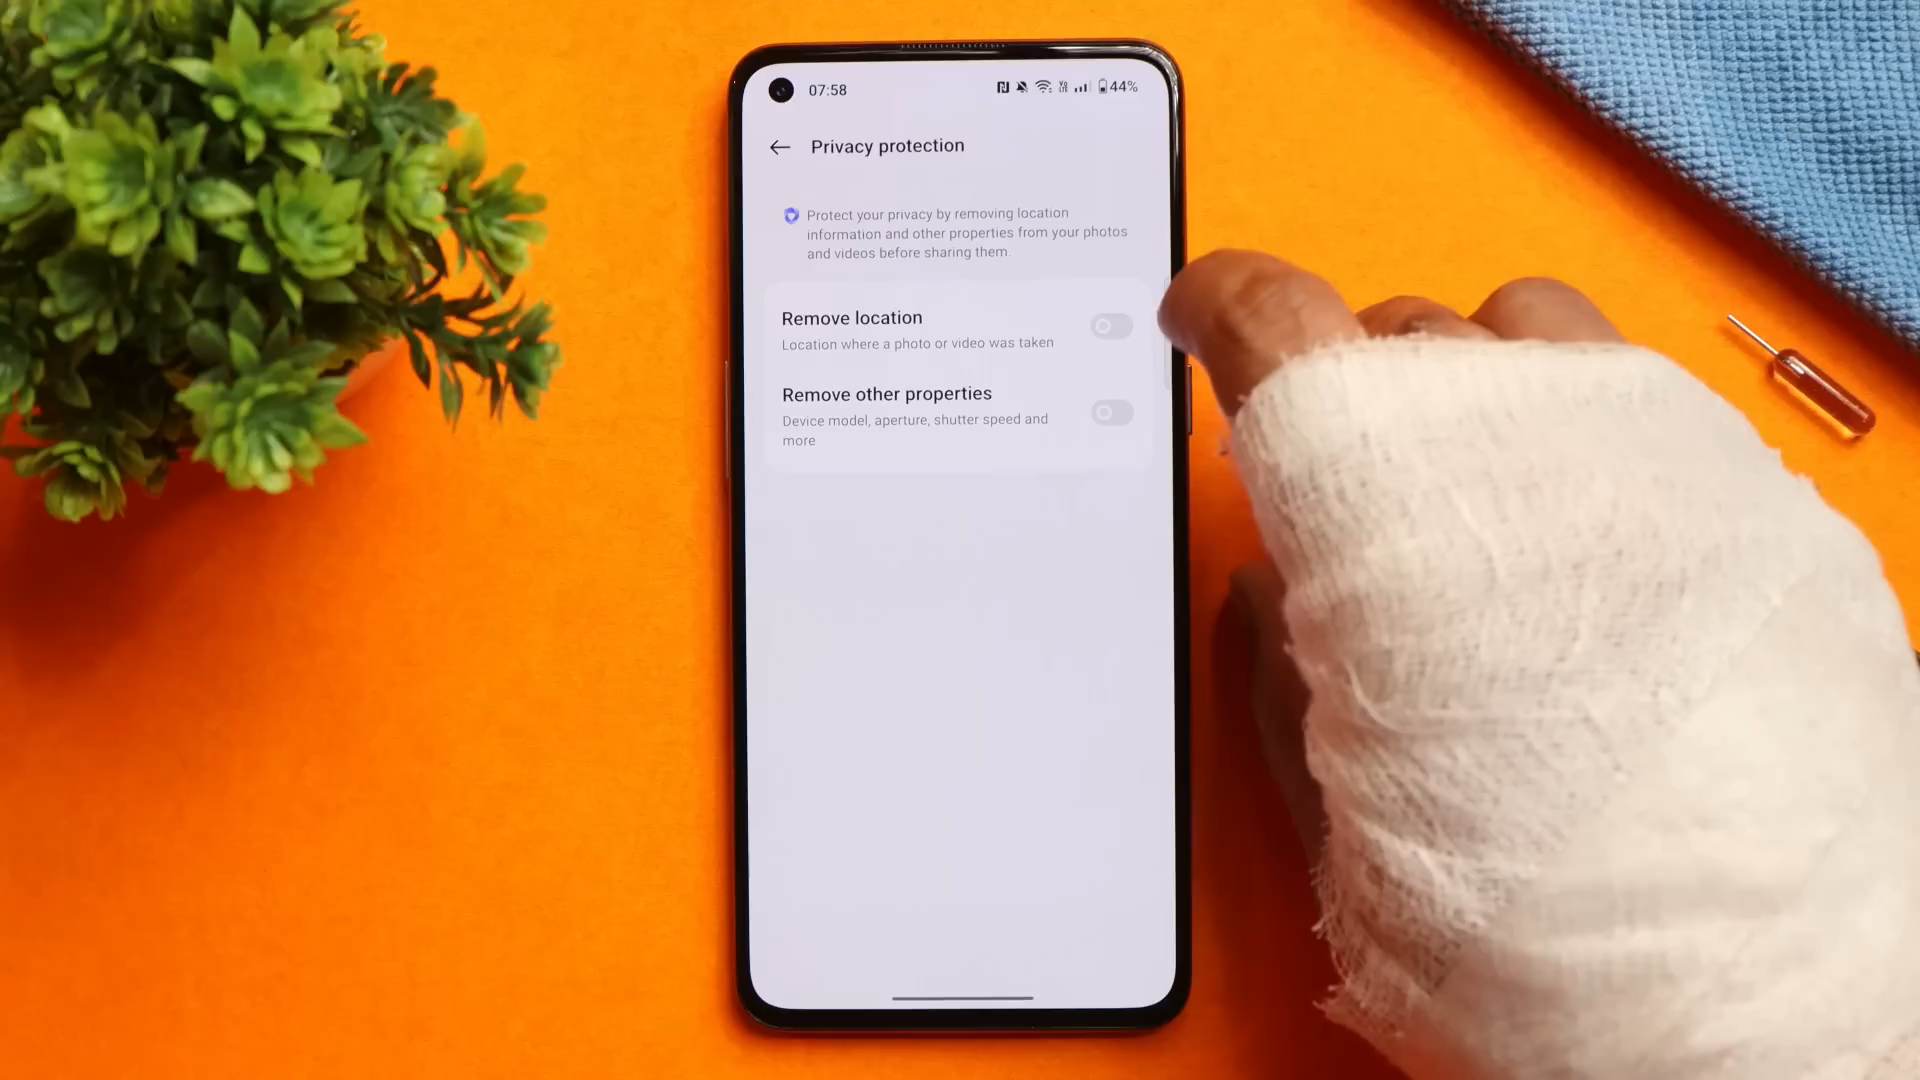 07:58
44%
Privacy protection
Protect your privacy by removing location
information and other properties from your photos
and videos before sharing them.
Remove location
Location where a photo or video was taken
Remove other properties
Device model, aperture, shutter speed and
more